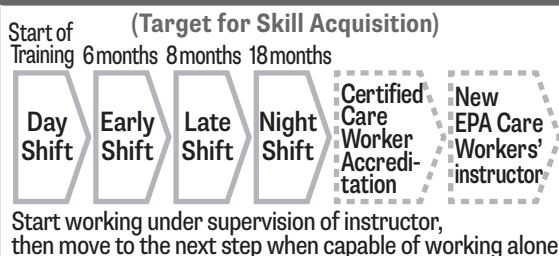 (Target for Skill Acquisition)
Start of
Training 6 months 8 months 18 months
Day
Shift
Early
Shift
Late
Shift
Night
Shift
Certified
Care
Worker
Accredi-
tation
New
EPA Care
Workers'
instructor
Start working under supervision of instructor,
then move to the next step when capable of working alone